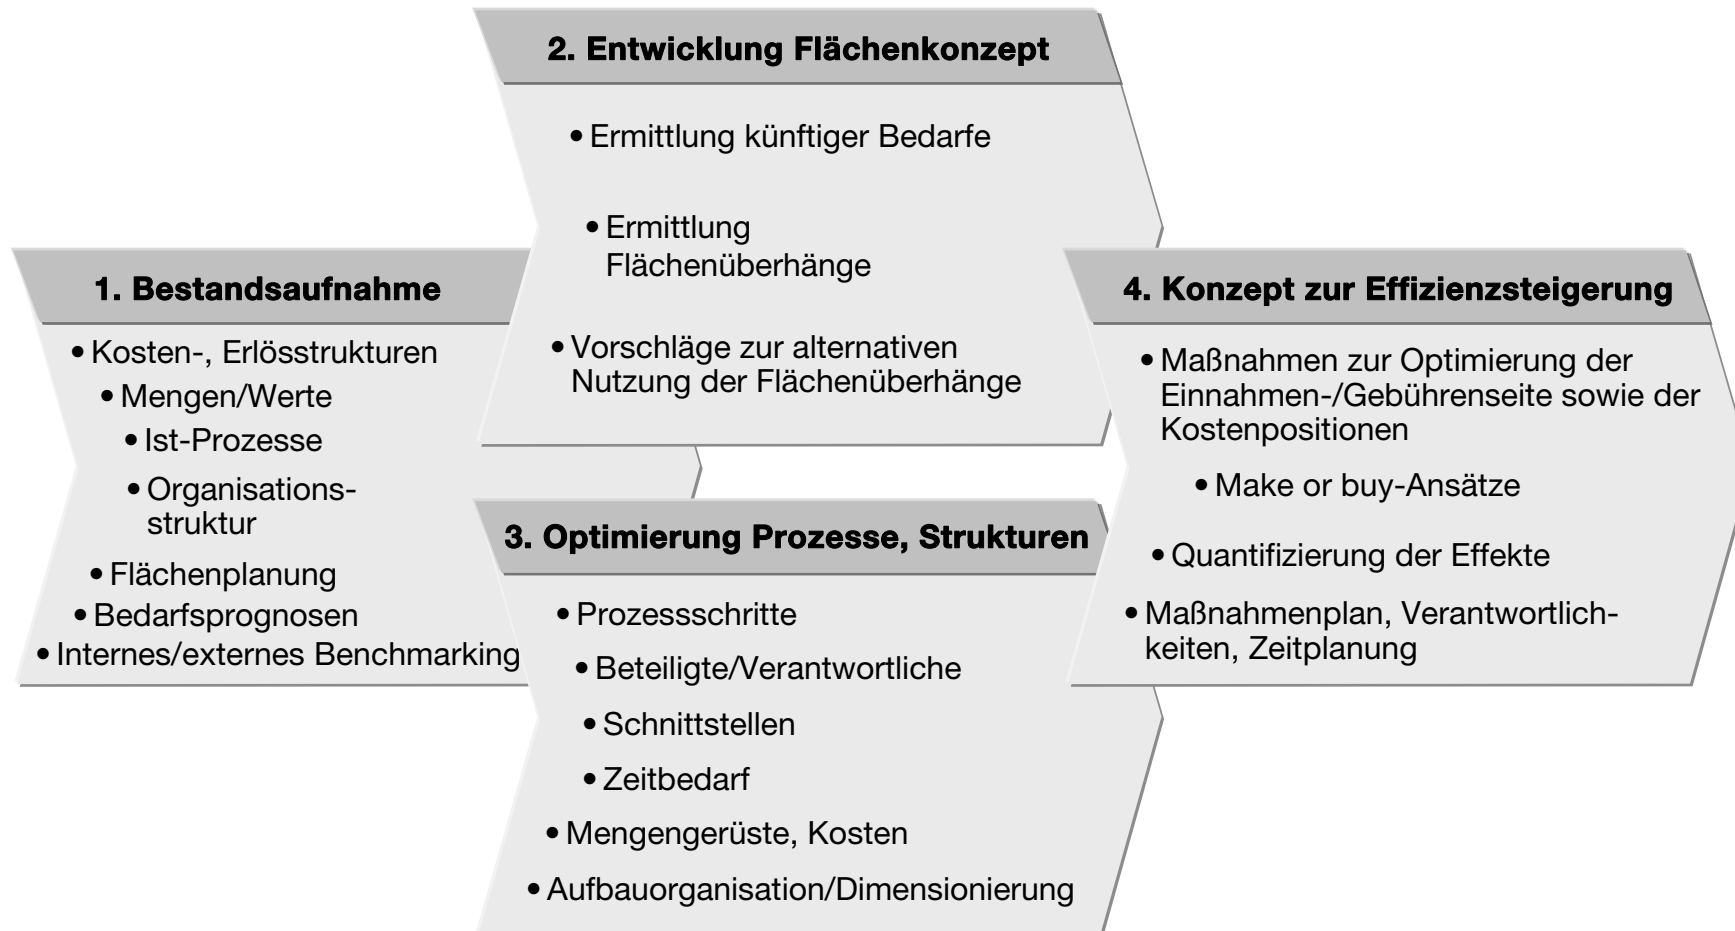 1. Bestandsaufnahme
• Kosten-, Erlösstrukturen
• Mengen/Werte
• Ist-Prozesse
• Organisations-
struktur
• Flächenplanung
• Bedarfsprognosen
• Internes/externes Benchmarking
2. Entwicklung Flächenkonzept
• Ermittlung künftiger Bedarfe
• Ermittlung
Flächenüberhänge
• Vorschläge zur alternativen
Nutzung der Flächenüberhänge
3. Optimierung Prozesse, Strukturen
• Prozessschritte
• Beteiligte/Verantwortliche
• Schnittstellen
• Zeitbedarf
• Mengengerüste, Kosten
• Aufbauorganisation/Dimensionierung
4. Konzept zur Effizienzsteigerung
• Maßnahmen zur Optimierung der
Einnahmen-/Gebührenseite sowie der
Kostenpositionen
• Make or buy-Ansätze
• Quantifizierung der Effekte
• Maßnahmenplan, Verantwortlich-
keiten, Zeitplanung